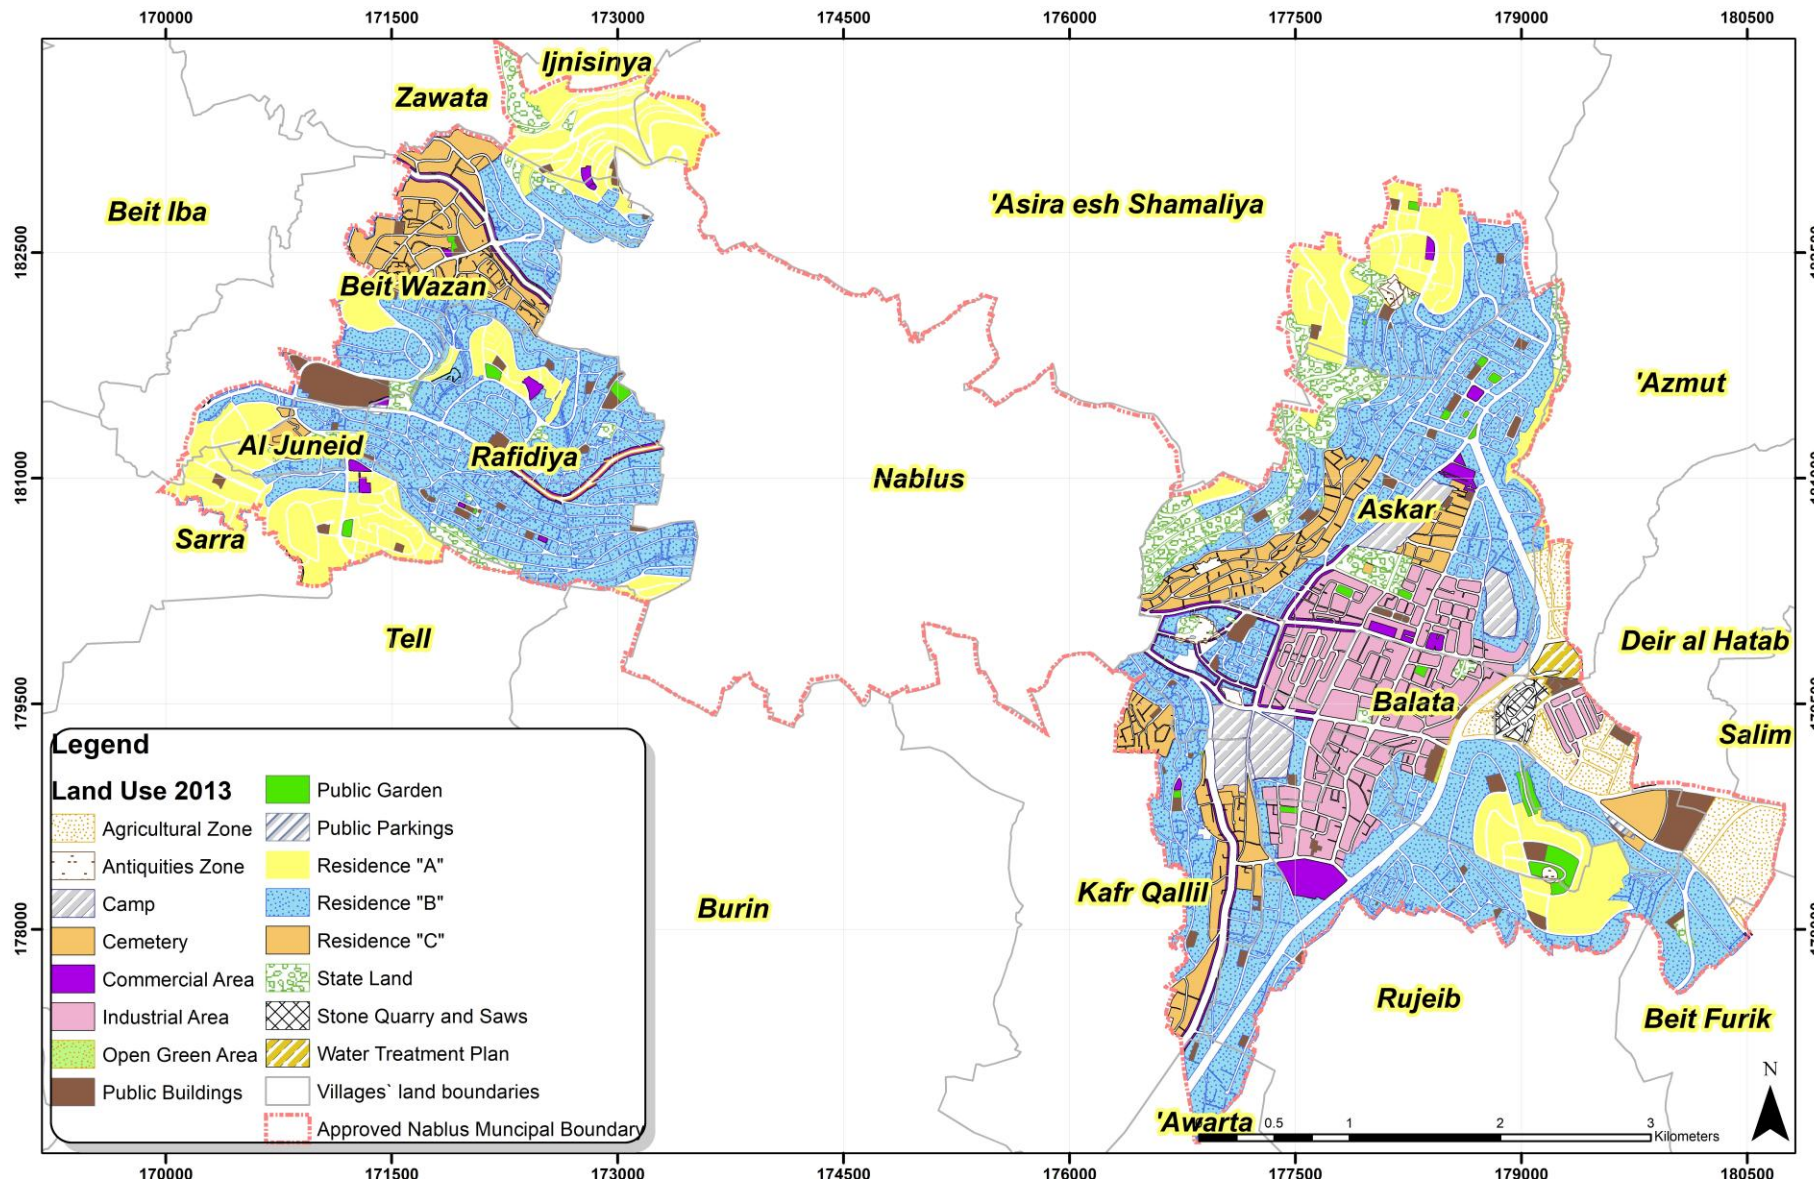 170000 171500 173000 174500 176000 177500 179000 180500
Ijnisinya
Zawata
Beit Iba
'Asira esh Shamaliya
182500
Beit Wazan
'Azmut
Al Juneid
Rafidiya
181000
Nablus
Askar
Sarra
Tell
Deir al Hatab
179500
Balata
Salim
Kafr Qallil
Burin
178000
Rujeib
Beit Furik
'Awarta
Legend
Land Use 2013
Agricultural Zone
Antiquities Zone
Camp
Cemetery
Commercial Area
Industrial Area
Open Green Area
Public Buildings
Public Garden
Public Parkings
Residence "A"
Residence "B"
Residence "C"
State Land
Stone Quarry and Saws
Water Treatment Plan
Villages` land boundaries
Approved Nablus Muncipal Boundary
N
0.5 1 2 3
Kilometers
170000 171500 173000 174500 176000 177500 179000 180500